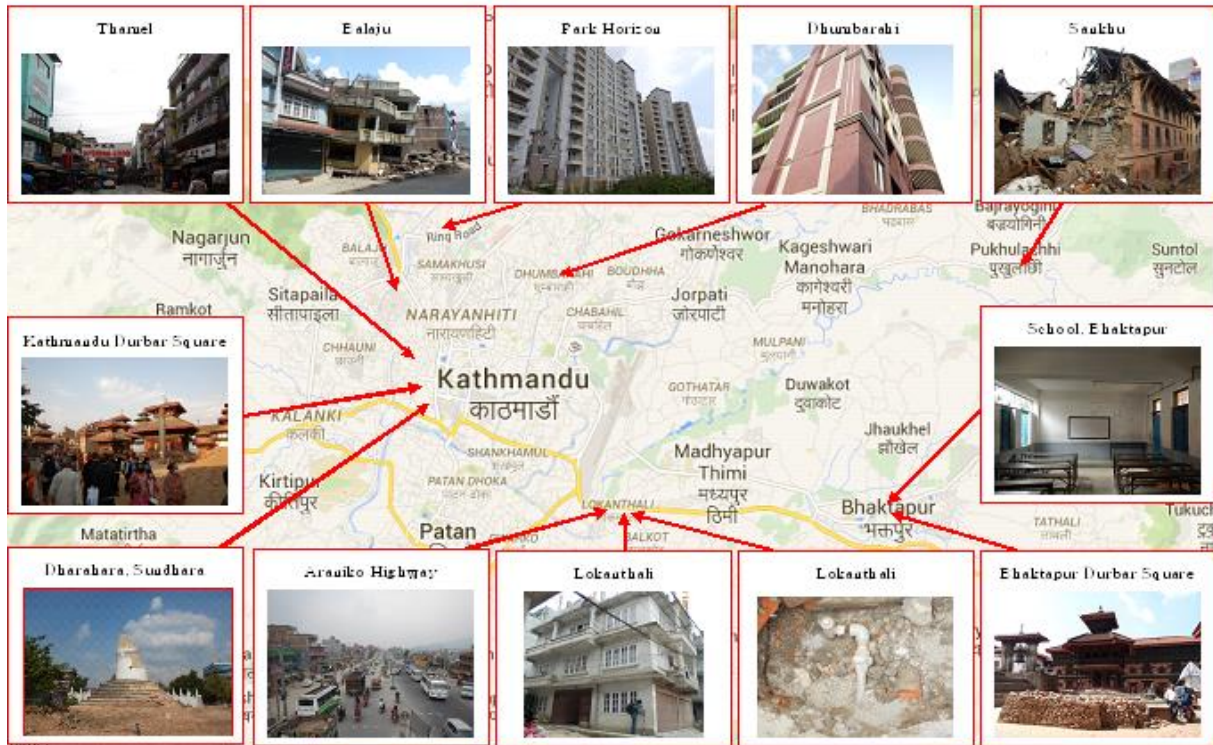 Thamel
Balaju
Park Horizon
Dhumbarahi
Sankhu
Nagarjun
नागार्जुन
BALAJU
Ring Road
SAMAKHUSI
DHUMBARAHI
BOUDHHA
Gokarneshwor
गोकर्णेश्वर
BHADRABAS
Kageshwari
Manohara
कागेश्वरी
मनोहरा
Bajrayogini
बज्रयोगिनी
Pukhulachhi
पुखुलाछी
Suntol
सुनटोल
Ramkot
Sitapaila
सीतापाइला
NARAYANHITI
नारायणहिटी
CHABAHIL
Jorpati
जोरपाटी
Kathmandu Durbar Square
CHHAUNI
MULPANI
School, Bhaktapur
Kathmandu
काठमाडौं
GOTHATAR
Duwakot
दुवाकोट
KALANKI
कलंकी
Jhaukhel
झौखेल
SHANKHAMUL
Madhyapur
Thimi
मध्यपुर
ठिमी
Kirtipur
कीर्तिपुर
PATAN DHOKA
LOKANTHALI
Bhaktapur
भक्तपुर
Matatirtha
मातातिर्थ
Patan
BALKOT
TATHALI
Dharahara, Sundhara
Araniko Highway
Lokanthali
Lokanthali
Bhaktapur Durbar Square